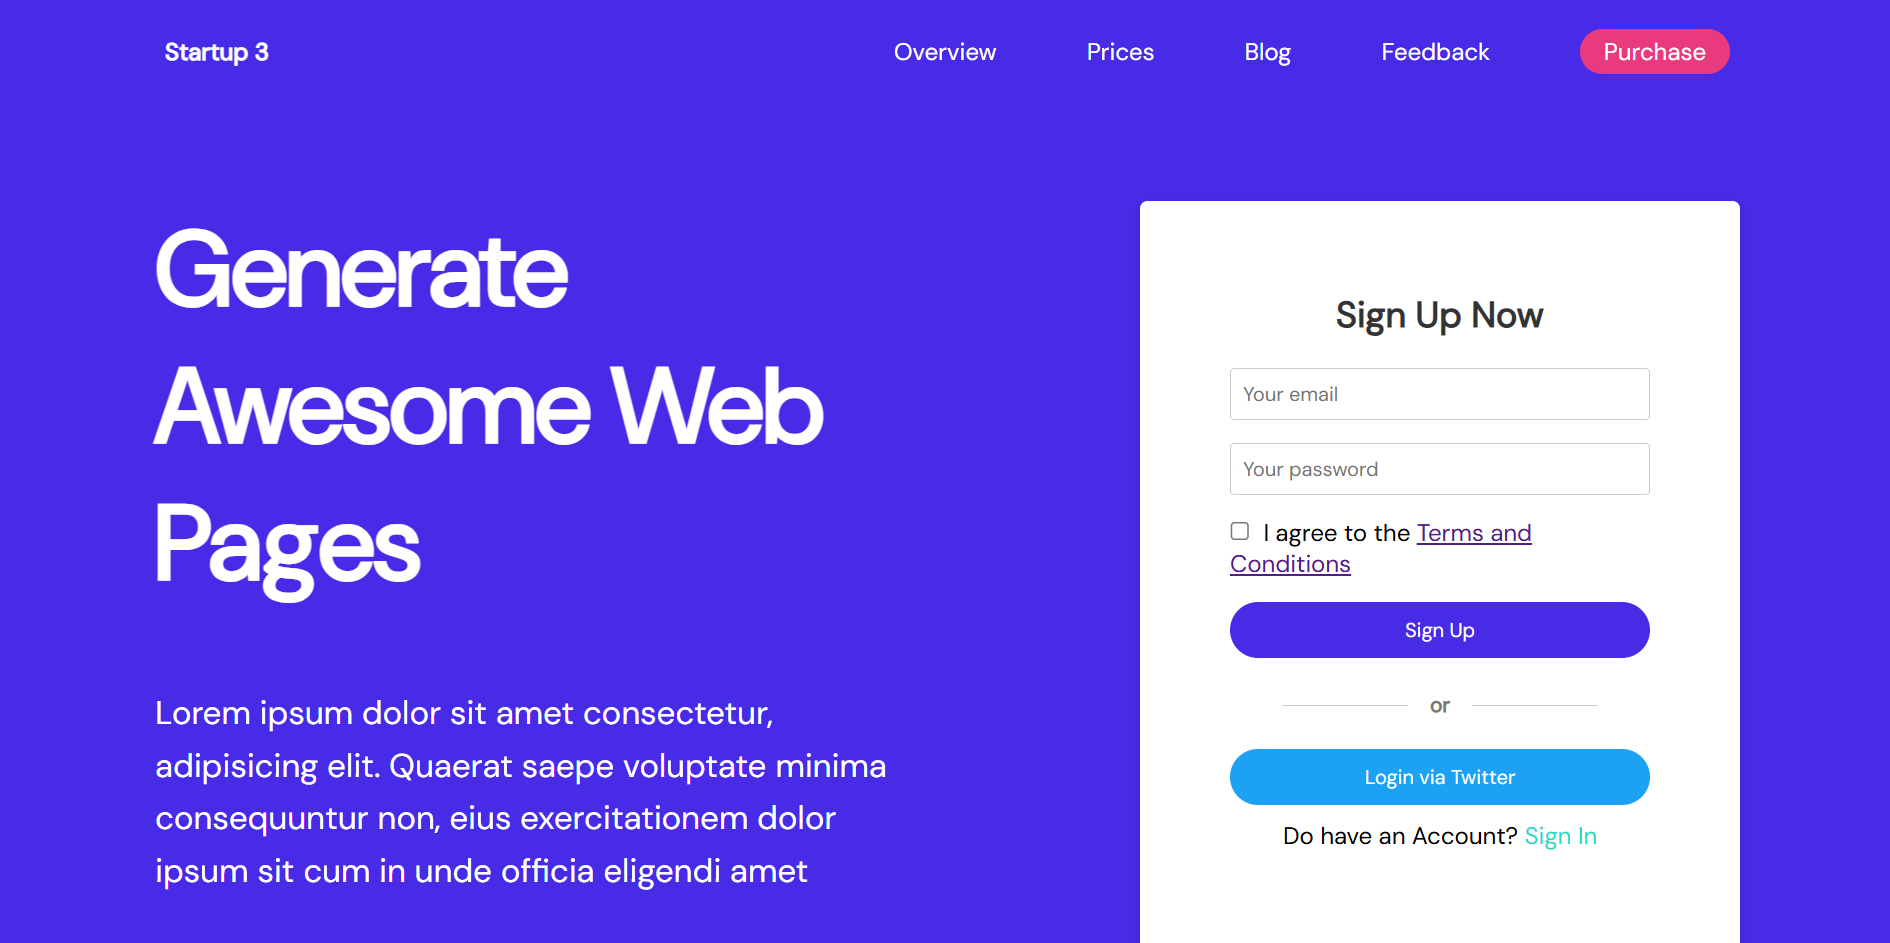 Startup 3
Overview
Prices
Blog
Feedback
Purchase
Generate
Awesome Web
Pages
Lorem ipsum dolor sit amet consectetur,
adipisicing elit. Quaerat saepe voluptate minima
consequuntur non, eius exercitationem dolor
ipsum sit cum in unde officia eligendi amet
Sign Up Now
Your email
Your password
I agree to the Terms and
Conditions
Sign Up
or
Login via Twitter
Do have an Account? Sign In